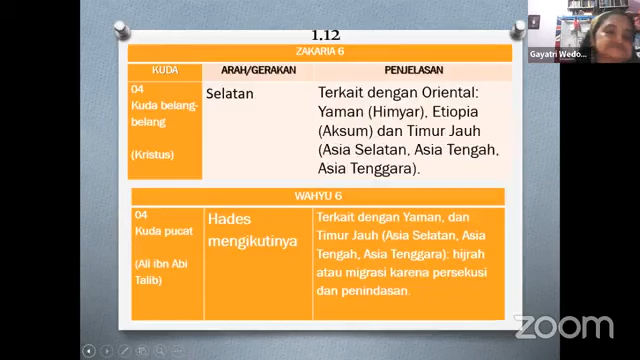 1.12
ZAKARIA 6
KUDA ARAH/GERAKAN PENJELASAN
04
Kuda belang-
belang
(Kristus)
Selatan
Terkait dengan Oriental:
Yaman (Himyar), Etiopia
(Aksum) dan Timur Jauh
(Asia Selatan, Asia Tengah,
Asia Tenggara).
WAHYU 6
04
Kuda pucat
(Ali ibn Abi
Talib)
Hades
mengikutinya
Terkait dengan Yaman, dan
Timur Jauh (Asia Selatan, Asia
Tengah, Asia Tenggara): hijrah
atau migrasi karena persekusi
dan penindasan.
Gayatri Wedo...
zoom